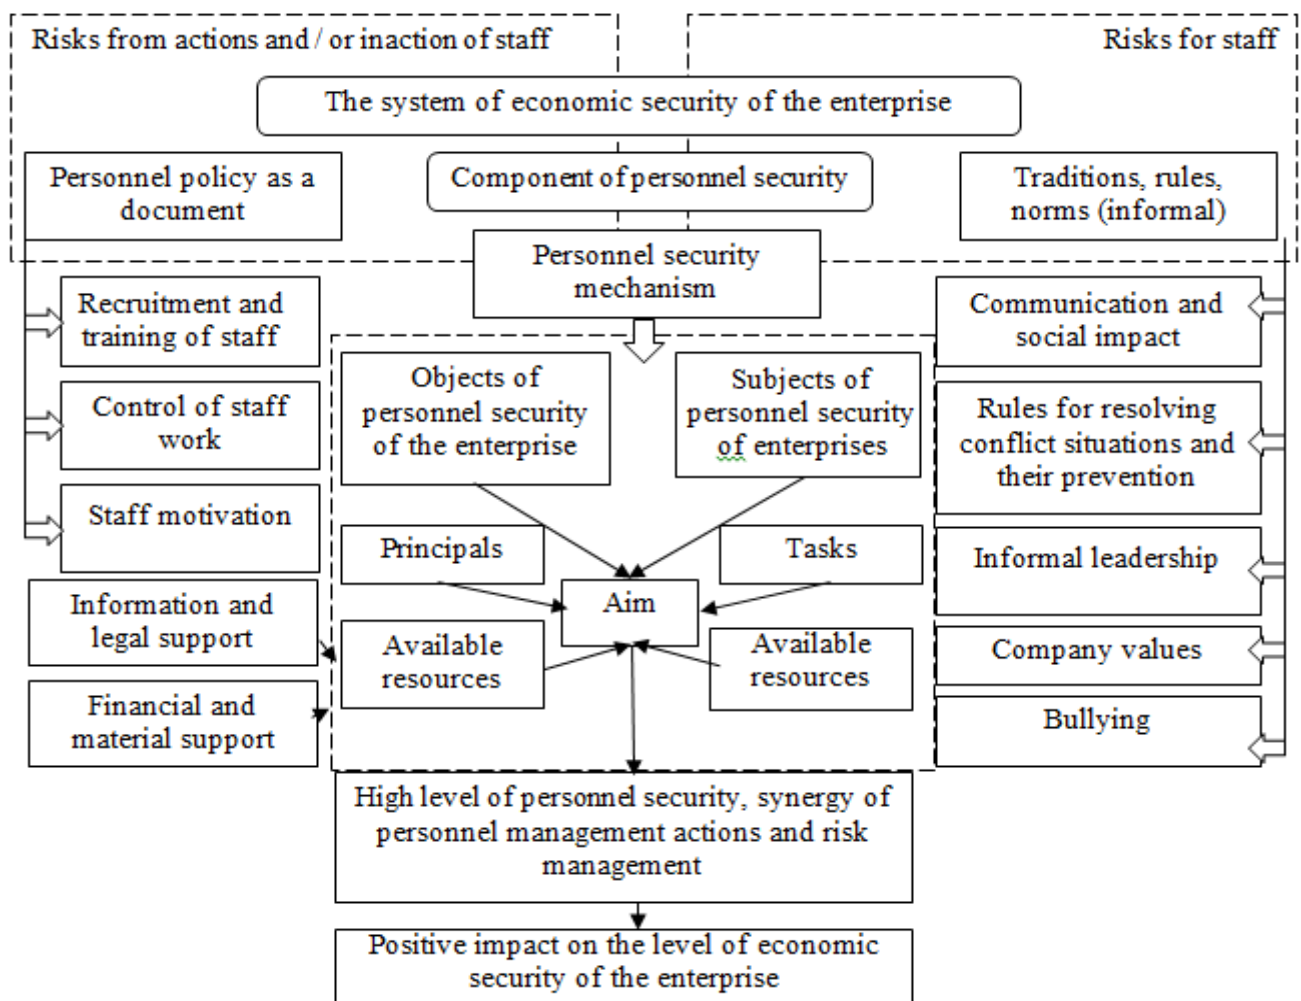 Risks from actions and / or inaction of staff
Risks for staff
The system of economic security of the enterprise
Personnel policy as a
document
Component of personnel security
Traditions, rules,
norms (informal)
Personnel security
mechanism
Recruitment and
training of staff
Control of staff
work
Staff motivation
Information and
legal support
Financial and
material support
Objects of
personnel security
of the enterprise
Subjects of
personnel security
of enterprises
Principals
Tasks
Aim
Available
resources
Available
resources
Communication and
social impact
Rules for resolving
conflict situations and
their prevention
Informal leadership
Company values
Bullying
High level of personnel security, synergy of
personnel management actions and risk
management
Positive impact on the level of economic
security of the enterprise